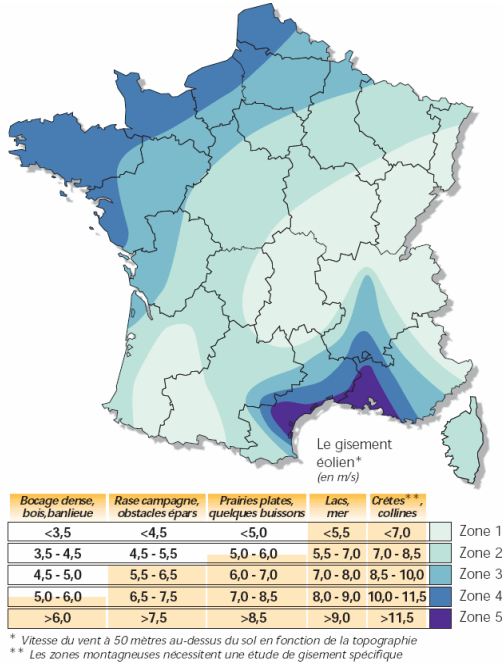 Le gisement
éolien*
(en m/s)
Bocage dense, bois,banlieue Rase campagne, obstacles épars Prairies plates, quelques buissons Lacs, mer Crêtes**, collines
<3,5 <4,5 <5,0 <5,5 <7,0 Zone 1
3,5 - 4,5 4,5 - 5,5 5,0 - 6,0 5,5 - 7,0 7,0 - 8,5 Zone 2
4,5 - 5,0 5,5 - 6,5 6,0 - 7,0 7,0 - 8,0 8,5 - 10,0 Zone 3
5,0 - 6,0 6,5 - 7,5 7,0 - 8,5 8,0 - 9,0 10,0 - 11,5 Zone 4
>6,0 >7,5 >8,5 >9,0 >11,5 Zone 5
* Vitesse du vent à 50 mètres au-dessus du sol en fonction de la topographie
** Les zones montagneuses nécessitent une étude de gisement spécifique